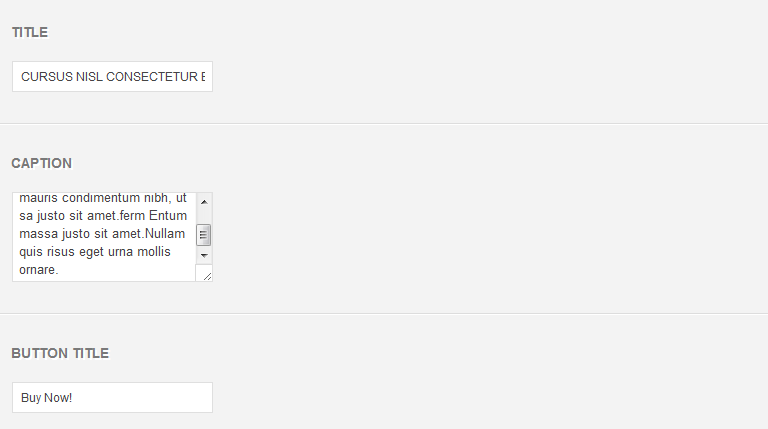 TITLE
CURSUS NISL CONSECTETUR E
CAPTION
mauris condimentum nibh, ut
sa justo sit amet.ferm Entum
massa justo sit amet.Nullam
quis risus eget urna mollis
ornare.
BUTTON TITLE
Buy Now!